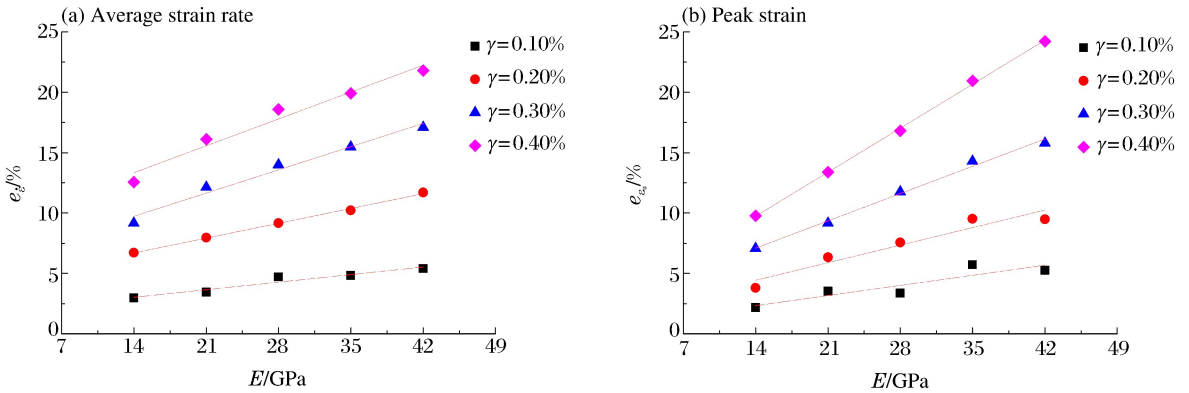 (a) Average strain rate
25
20
15
10
5
0
7 14 21 28 35 42 49
E/GPa
γ=0.10%
γ=0.20%
γ=0.30%
γ=0.40%
(b) Peak strain
25
20
15
10
5
0
7 14 21 28 35 42 49
E/GPa
γ=0.10%
γ=0.20%
γ=0.30%
γ=0.40%